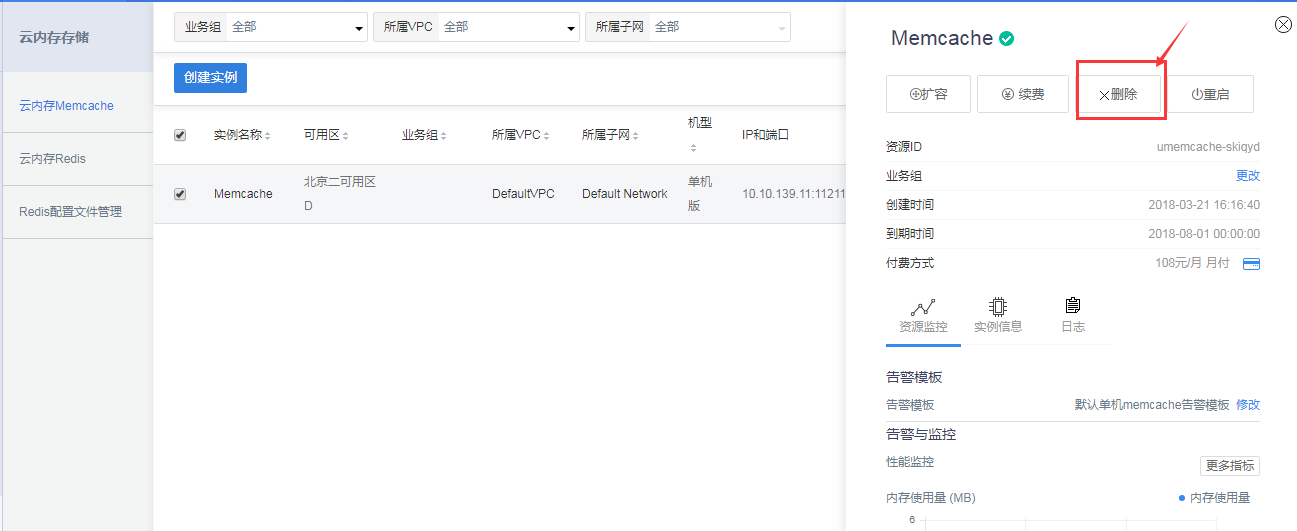 云内存存储
云内存Memcache
云内存Redis
Redis配置文件管理
业务组 全部 所属VPC 全部 所属子网 全部
创建实例
实例名称 可用区 业务组 所属VPC 所属子网 机型 IP和端口
Memcache 北京二可用区D DefaultVPC Default Network 单机版 10.10.139.11:11211
Memcache
扩容 续费 删除 重启
资源ID umemcache-skiqyd
业务组 更改
创建时间 2018-03-21 16:16:40
到期时间 2018-08-01 00:00:00
付费方式 108元/月 月付
资源监控 实例信息 日志
告警模板
告警模板 默认单机memcache告警模板 修改
告警与监控
性能监控 更多指标
内存使用量 (MB) 内存使用量
6